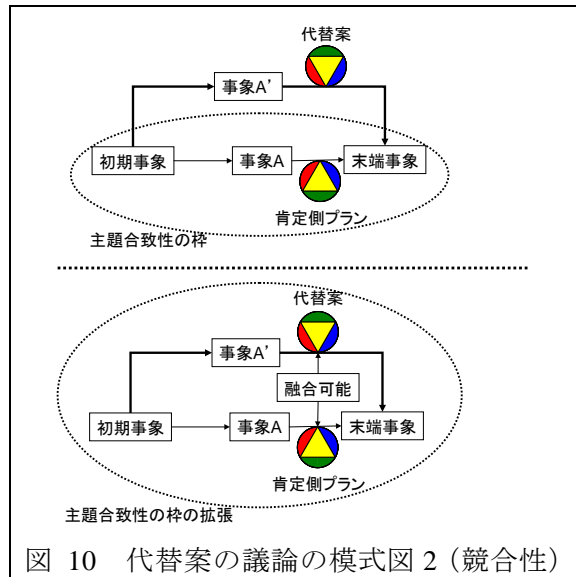 代替案
事象A’
初期事象
事象A
末端事象
肯定側プラン
主題合致性の枠
代替案
事象A’
融合可能
初期事象
事象A
末端事象
肯定側プラン
主題合致性の枠の拡張
図 10 代替案の議論の模式図 2（競合性）